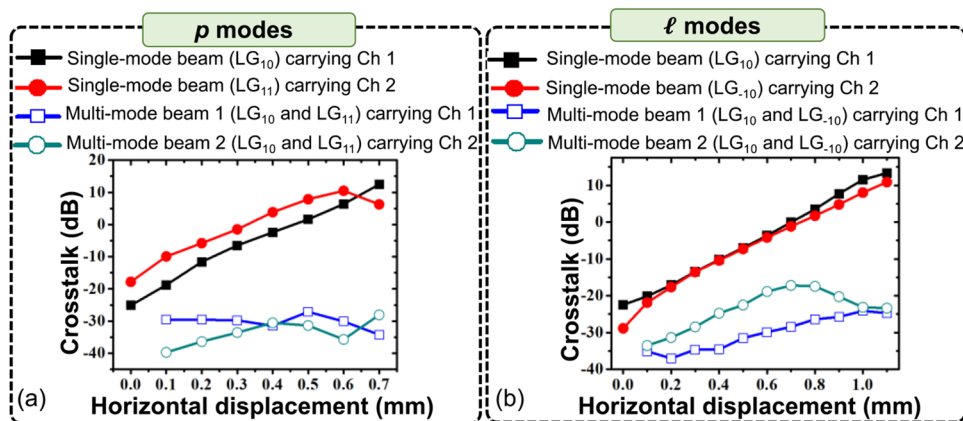 p modes
Single-mode beam (LG₁₀) carrying Ch 1
Single-mode beam (LG₁₁) carrying Ch 2
Multi-mode beam 1 (LG₁₀ and LG₁₁) carrying Ch 1
Multi-mode beam 2 (LG₁₀ and LG₁₁) carrying Ch 2
20
10
0
-10
-20
-30
-40
Crosstalk (dB)
0.0 0.1 0.2 0.3 0.4 0.5 0.6 0.7
Horizontal displacement (mm)
(a)
ℓ modes
Single-mode beam (LG₁₀) carrying Ch 1
Single-mode beam (LG₋₁₀) carrying Ch 2
Multi-mode beam 1 (LG₁₀ and LG₋₁₀) carrying Ch 1
Multi-mode beam 2 (LG₁₀ and LG₋₁₀) carrying Ch 2
10
0
-10
-20
-30
-40
Crosstalk (dB)
0.0 0.2 0.4 0.6 0.8 1.0
Horizontal displacement (mm)
(b)